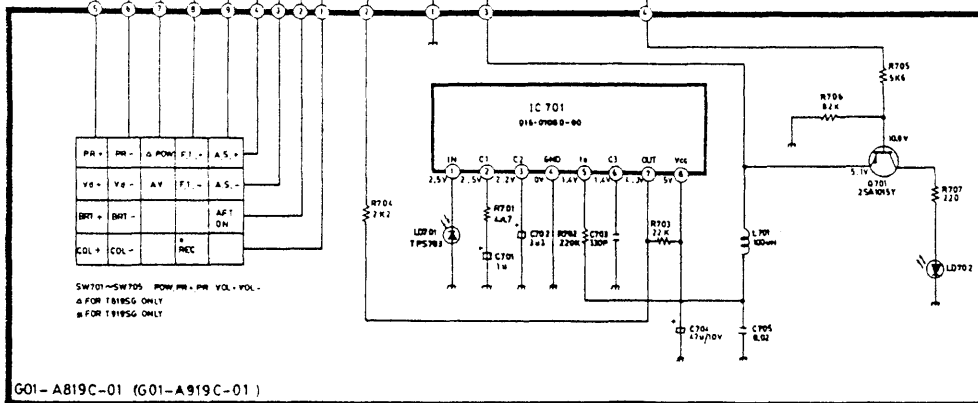 5 6 7 8 9 4 3 2 1 2 1 3 4
R705
5K6
R706
82K
10.8V
5.1V
Q701
2SA1015Y
R707
220
LD702
IC 701
IN C1 C2 GND fo C3 OUT Vcc
1 2 3 4 5 6 7 8
2,5V 2,5V 2,2V 0V 1,4V 1,4V 5V
PR+ PR- △ POW F.T.+ A.S.+
Vd+ Vd- AV F.T.- A.S.-
BRT+ BRT- AFT ON
COL+ COL- REC
R704
2K2
LD701
TPS703
R701
4Ω7
C701
1u
C702
3u3
R702
220K
C703
330P
R703
22K
L701
100uH
C704
47u/10V
C705
0,02
SW701~SW705 POW, PR+ PR- VOL+ VOL-
△ FOR T819SG ONLY
FOR T919SG ONLY
G01-A819C-01 (G01-A919C-01)